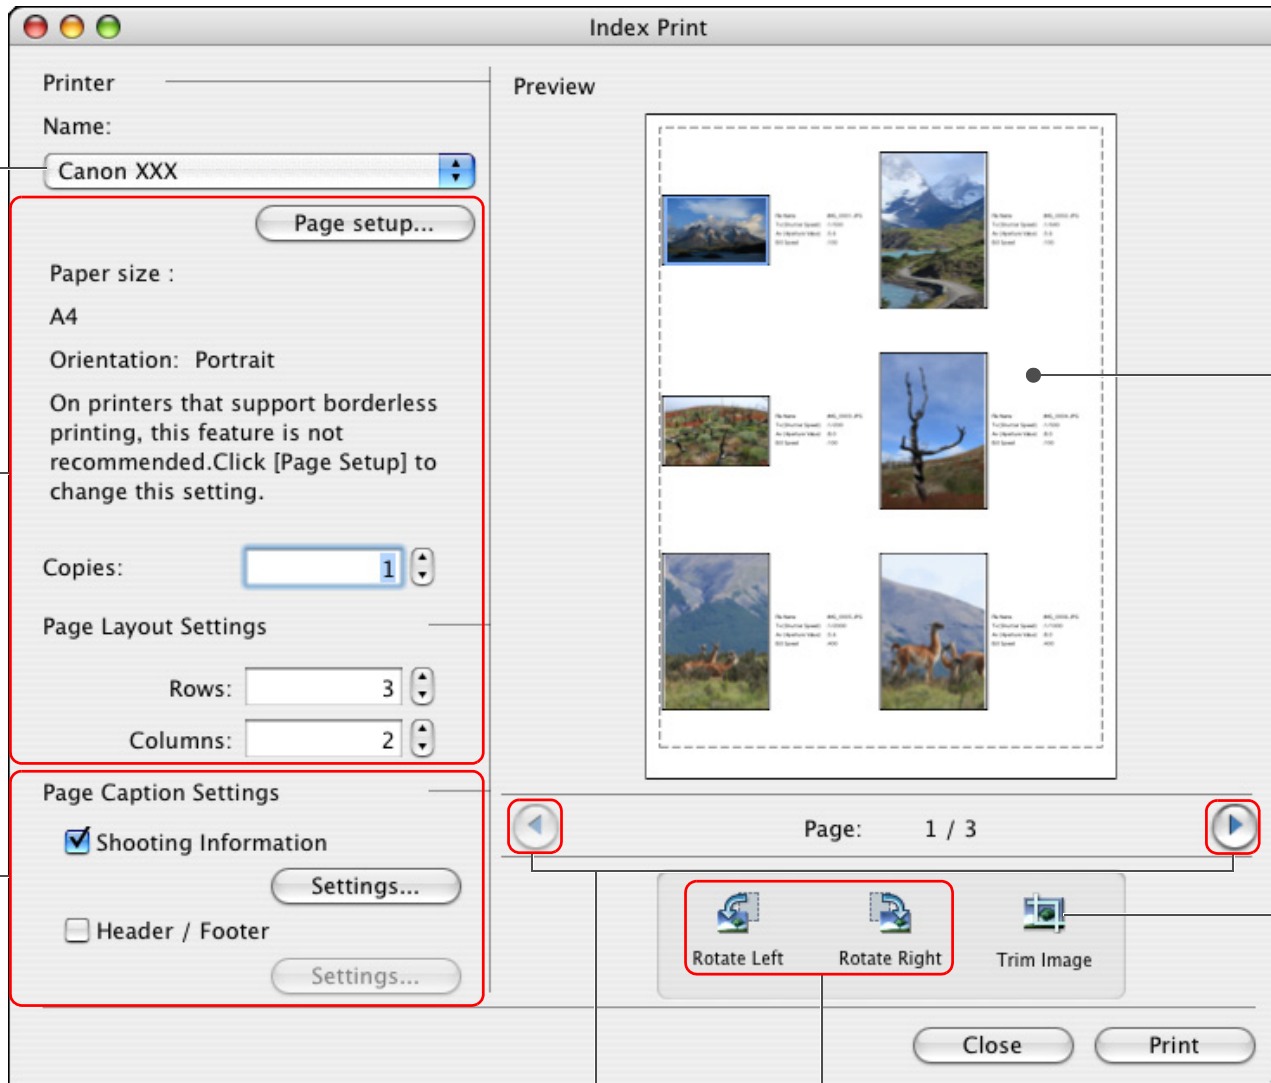 Index Print
Printer
Name:
Canon XXX
Page setup...
Paper size :
A4
Orientation: Portrait
On printers that support borderless
printing, this feature is not
recommended.Click [Page Setup] to
change this setting.
Copies: 1
Page Layout Settings
Rows: 3
Columns: 2
Page Caption Settings
Shooting Information
Settings...
Header / Footer
Settings...
Preview
Page: 1 / 3
Rotate Left
Rotate Right
Trim Image
Close
Print